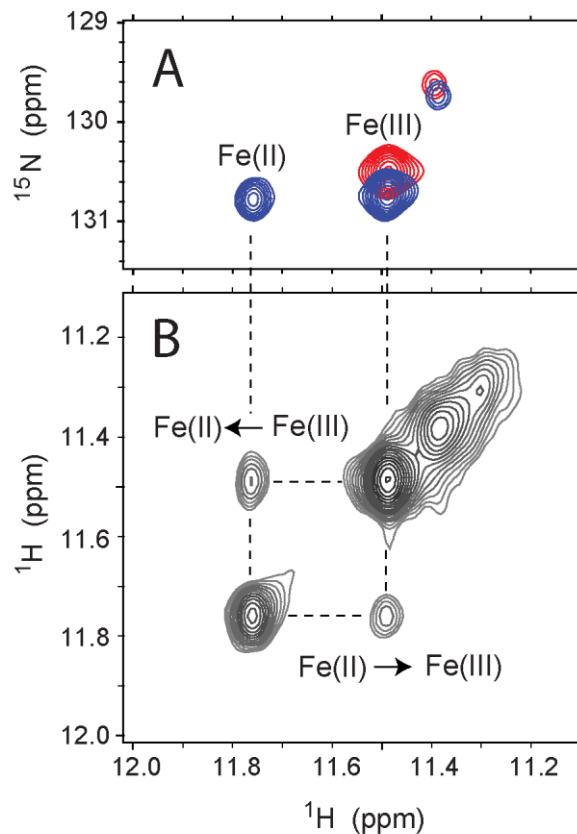 129
A
Fe(III)
130
Fe(II)
131
15N (ppm)
B
11.2
Fe(II) ← Fe(III)
11.4
11.6
11.8
Fe(II) → Fe(III)
12.0
1H (ppm)
12.0 11.8 11.6 11.4 11.2
1H (ppm)